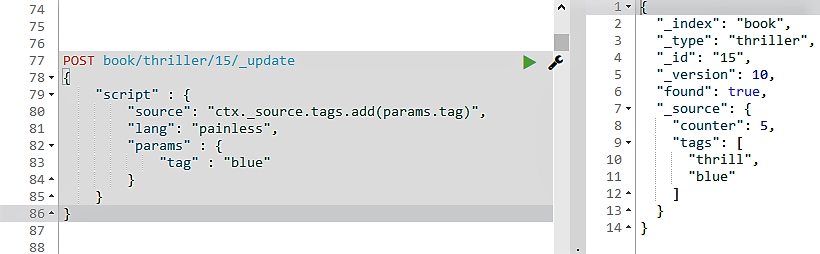 74
75
76
77 POST book/thriller/15/_update
78 {
79 "script" : {
80 "source": "ctx._source.tags.add(params.tag)",
81 "lang": "painless",
82 "params" : {
83 "tag" : "blue"
84 }
85 }
86 }
87
88
1 {
2 "_index": "book",
3 "_type": "thriller",
4 "_id": "15",
5 "_version": 10,
6 "found": true,
7 "_source": {
8 "counter": 5,
9 "tags": [
10 "thrill",
11 "blue"
12 ]
13 }
14 }